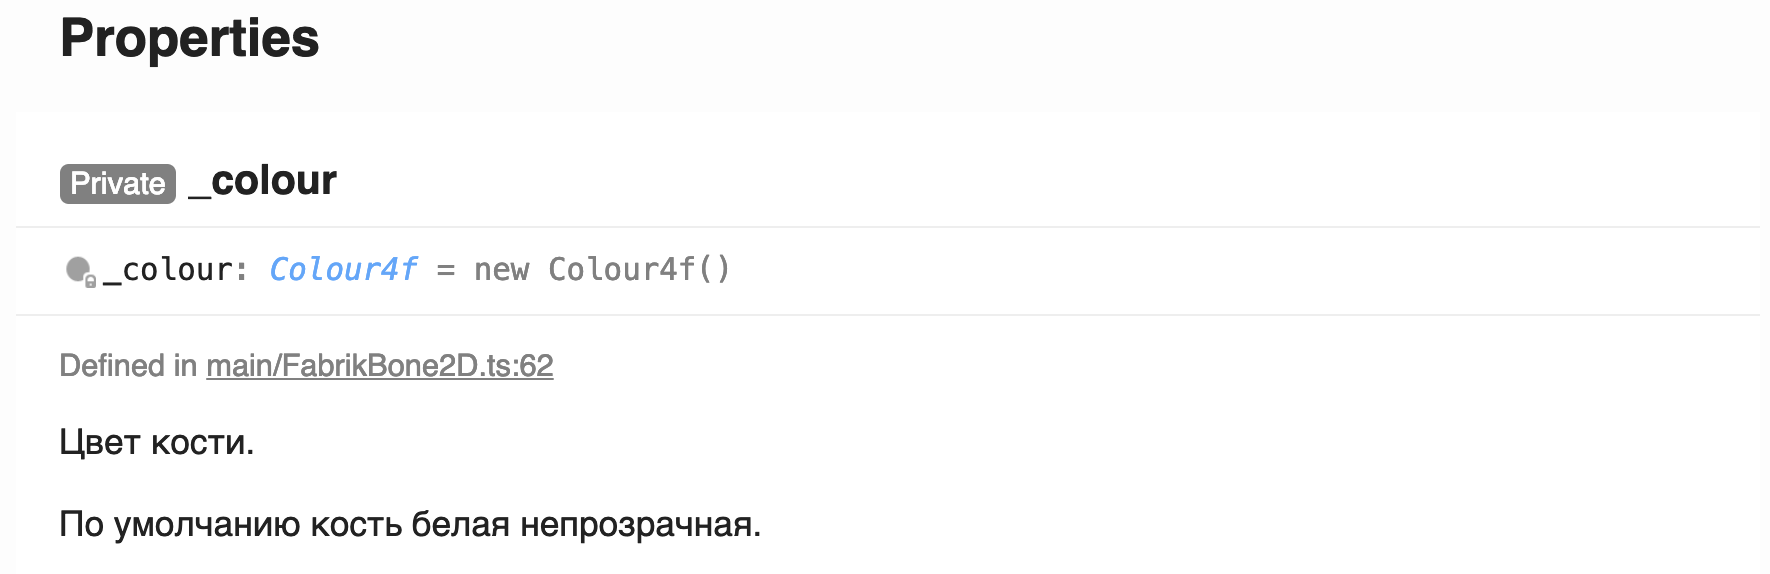 Properties
Private _colour
_colour: Colour4f = new Colour4f()
Defined in main/FabrikBone2D.ts:62
Цвет кости.
По умолчанию кость белая непрозрачная.